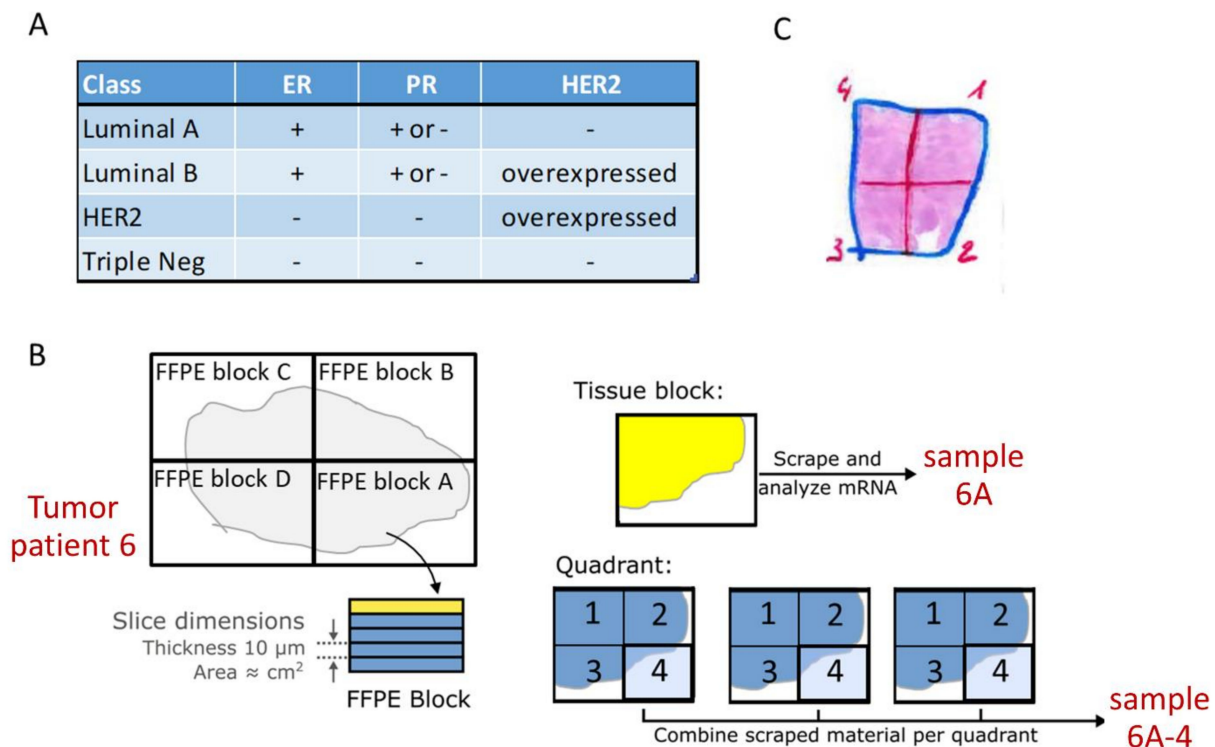 A
Class ER PR HER2
Luminal A + + or - -
Luminal B + + or - overexpressed
HER2 - - overexpressed
Triple Neg - - -
C
4 1
3 2
B
FFPE block C FFPE block B
FFPE block D FFPE block A
Tumor
patient 6
Slice dimensions
Thickness 10 µm
Area ≈ cm²
FFPE Block
Tissue block:
Scrape and
analyze mRNA
sample
6A
Quadrant:
1 2 1 2 1 2
3 4 3 4 3 4
Combine scraped material per quadrant
sample
6A-4